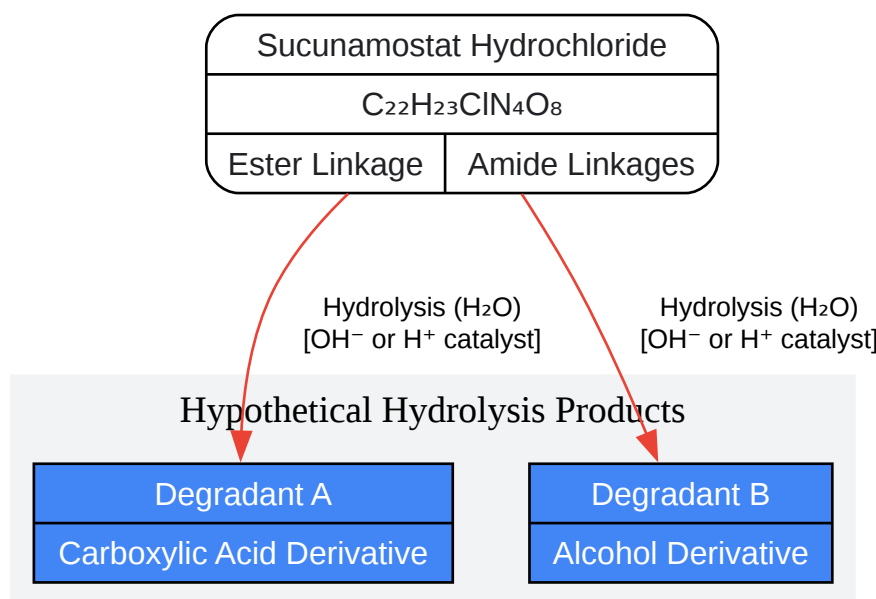 Sucunamostat Hydrochloride
C₂₂H₂₃ClN₄O₈
Ester Linkage
Amide Linkages
Hydrolysis (H₂O)
[OH⁻ or H⁺ catalyst]
Hydrolysis (H₂O)
[OH⁻ or H⁺ catalyst]
Hypothetical Hydrolysis Products
Degradant A
Carboxylic Acid Derivative
Degradant B
Alcohol Derivative